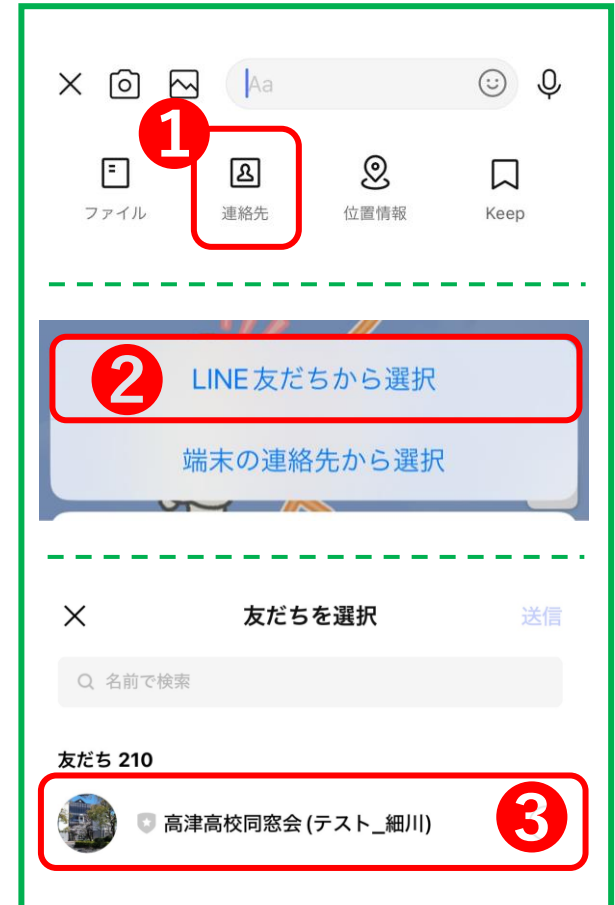 Aa
1
ファイル
連絡先
位置情報
Keep
2
LINE友だちから選択
端末の連絡先から選択
友だちを選択
送信
名前で検索
友だち 210
高津高校同窓会 (テスト_細川)
3